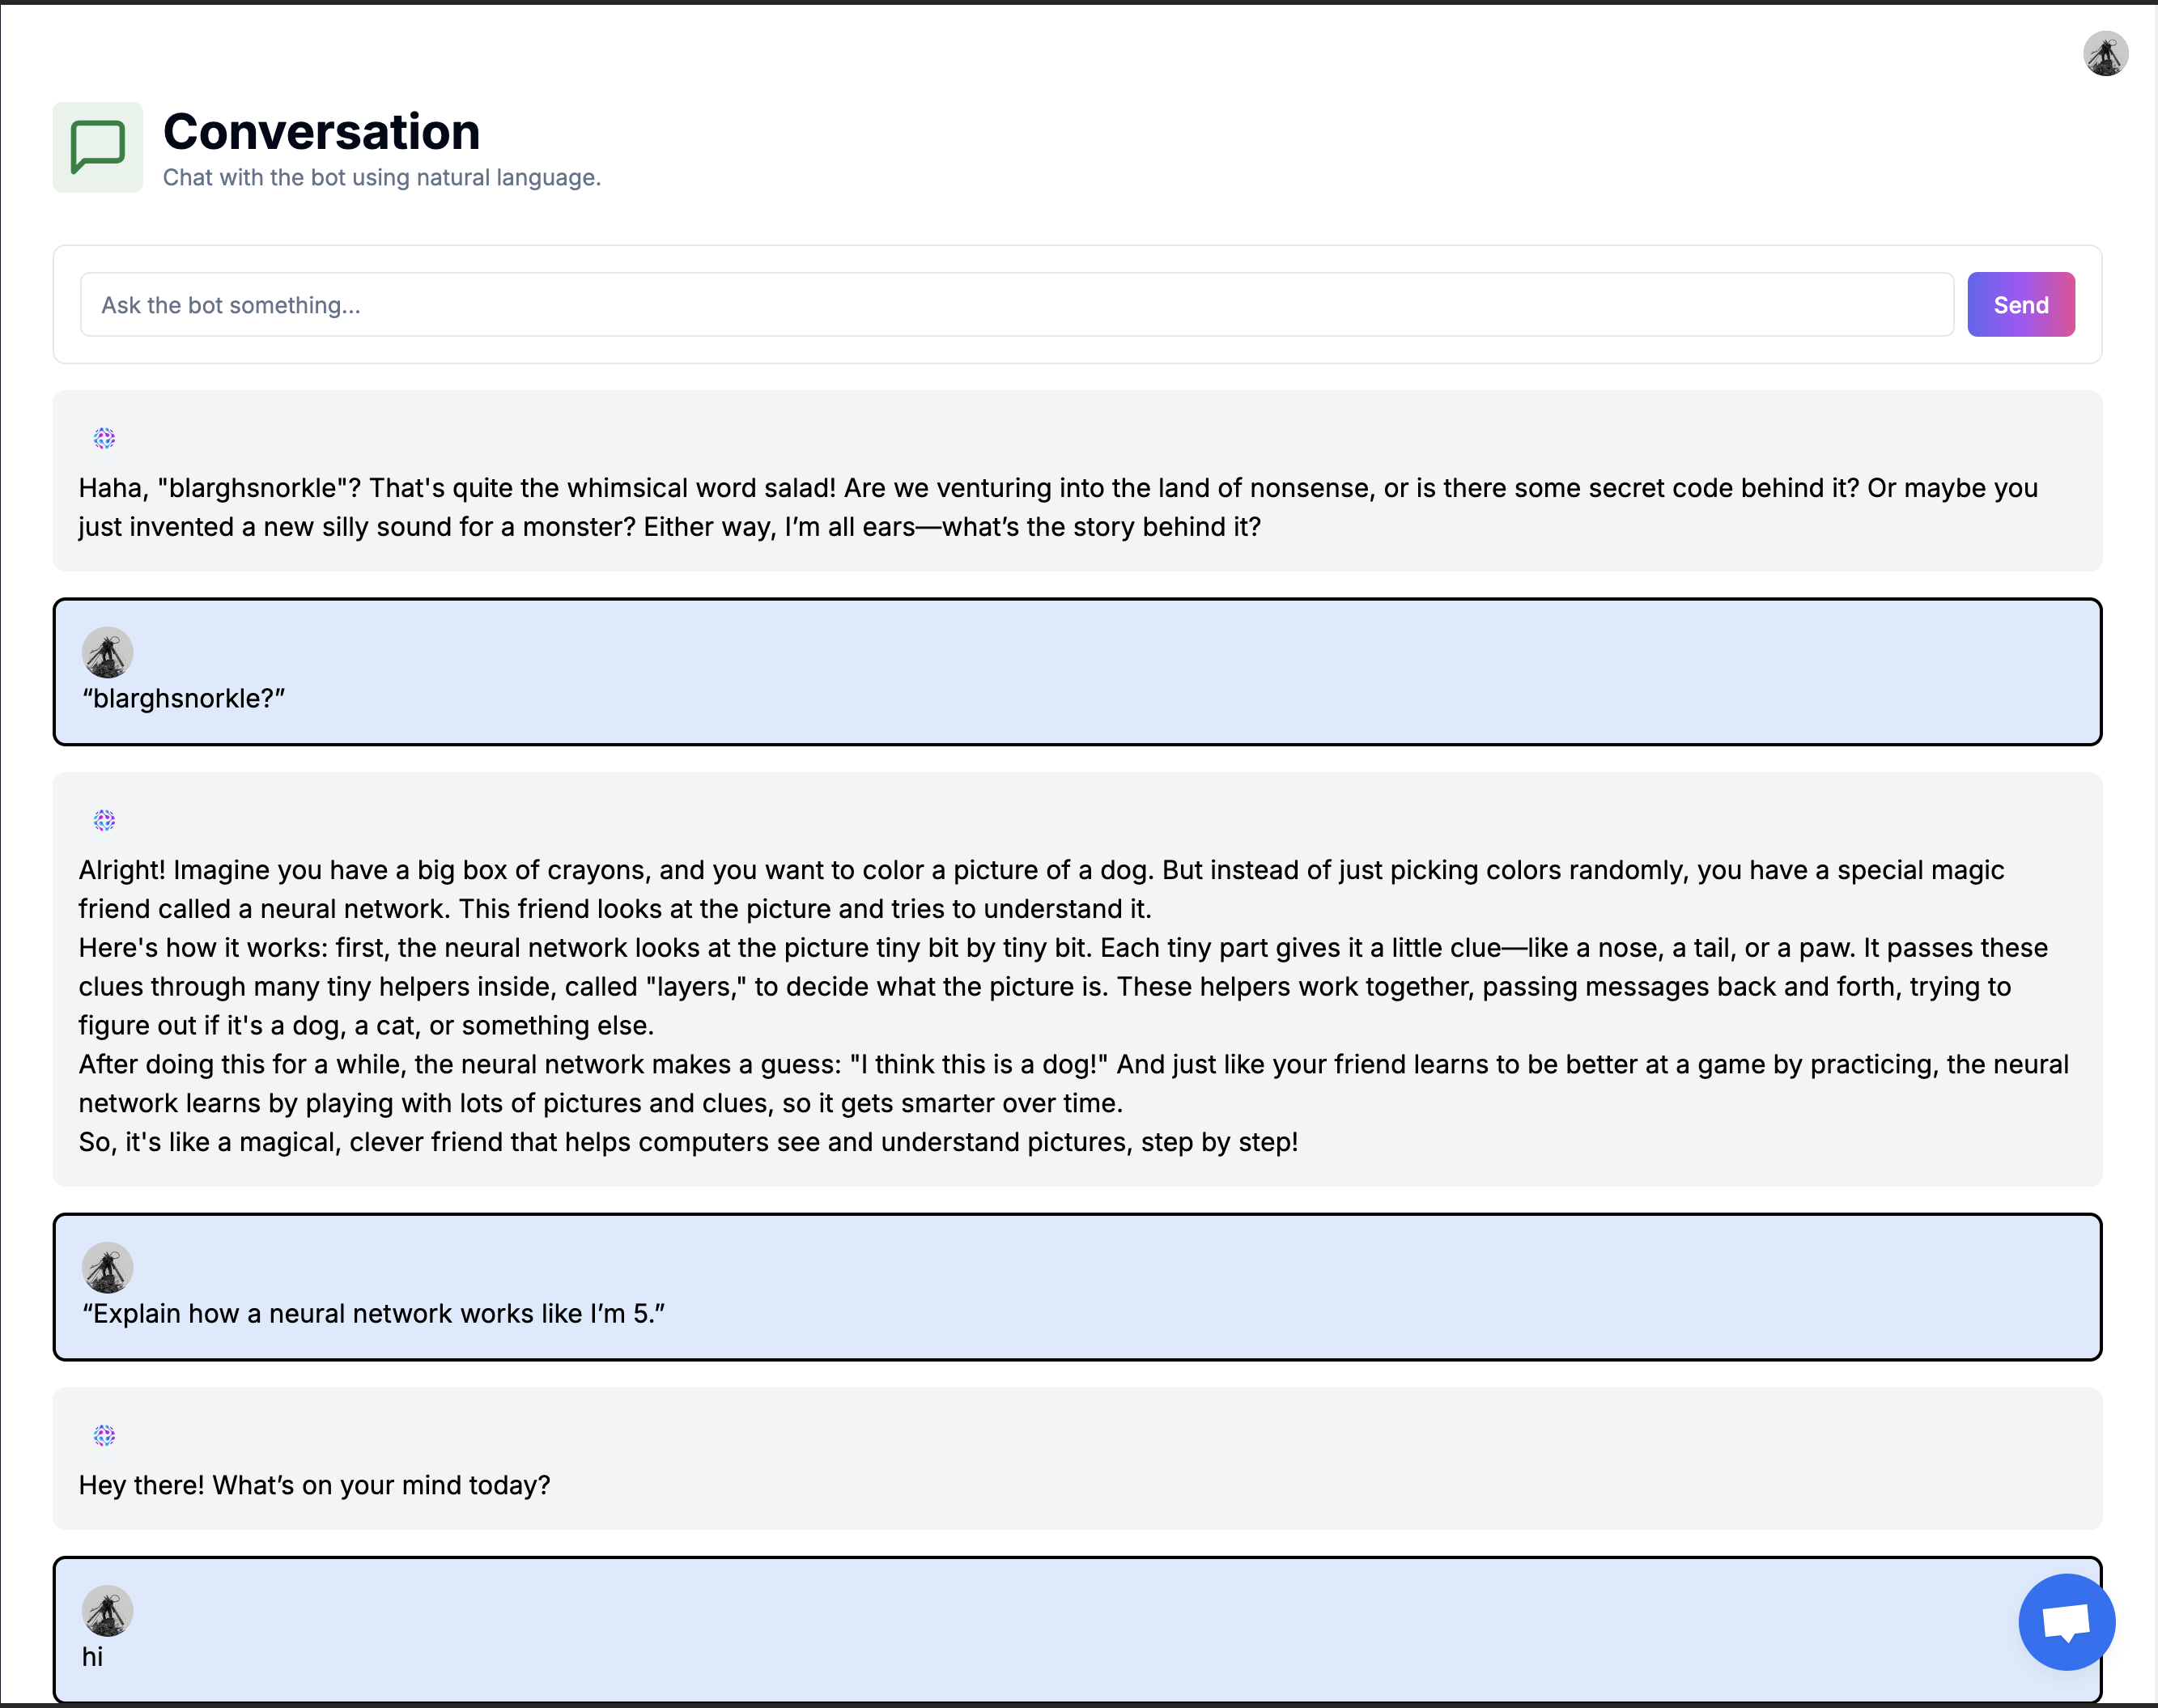 Conversation
Chat with the bot using natural language.
Ask the bot something...
Send
Haha, "blarghsnorkle"? That's quite the whimsical word salad! Are we venturing into the land of nonsense, or is there some secret code behind it? Or maybe you
just invented a new silly sound for a monster? Either way, I’m all ears—what’s the story behind it?
“blarghsnorkle?”
Alright! Imagine you have a big box of crayons, and you want to color a picture of a dog. But instead of just picking colors randomly, you have a special magic
friend called a neural network. This friend looks at the picture and tries to understand it.
Here's how it works: first, the neural network looks at the picture tiny bit by tiny bit. Each tiny part gives it a little clue—like a nose, a tail, or a paw. It passes these
clues through many tiny helpers inside, called "layers," to decide what the picture is. These helpers work together, passing messages back and forth, trying to
figure out if it's a dog, a cat, or something else.
After doing this for a while, the neural network makes a guess: "I think this is a dog!" And just like your friend learns to be better at a game by practicing, the neural
network learns by playing with lots of pictures and clues, so it gets smarter over time.
So, it's like a magical, clever friend that helps computers see and understand pictures, step by step!
“Explain how a neural network works like I’m 5.”
Hey there! What’s on your mind today?
hi